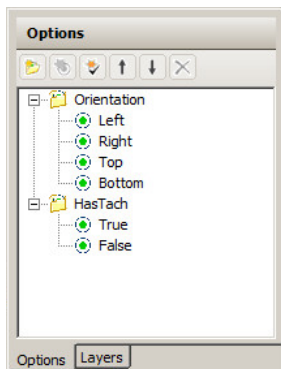 Options
Orientation
Left
Right
Top
Bottom
HasTach
True
False
Options Layers